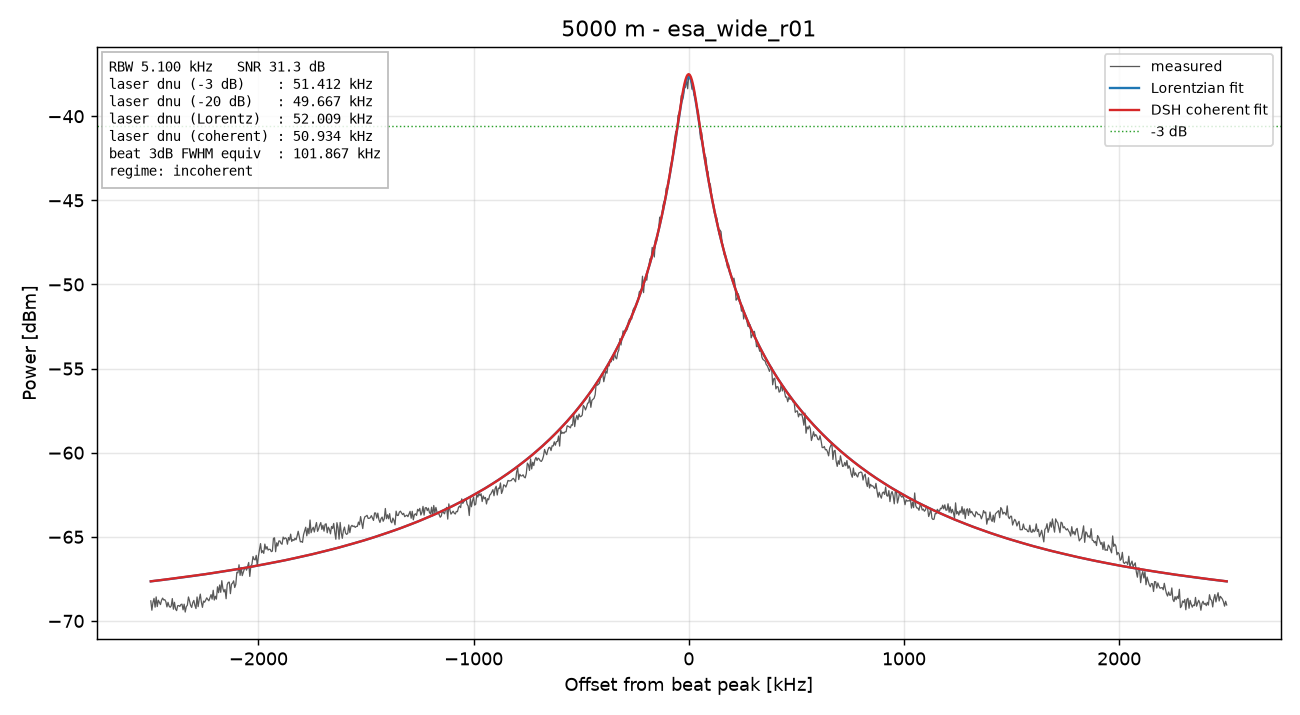 5000 m - esa_wide_r01
RBW 5.100 kHz   SNR 31.3 dB
laser dnu (-3 dB)    : 51.412 kHz
laser dnu (-20 dB)   : 49.667 kHz
laser dnu (Lorentz)  : 52.009 kHz
laser dnu (coherent) : 50.934 kHz
beat 3dB FWHM equiv  : 101.867 kHz
regime: incoherent
measured
Lorentzian fit
DSH coherent fit
-3 dB
Power [dBm]
−40
−45
−50
−55
−60
−65
−70
−2000
−1000
0
1000
2000
Offset from beat peak [kHz]